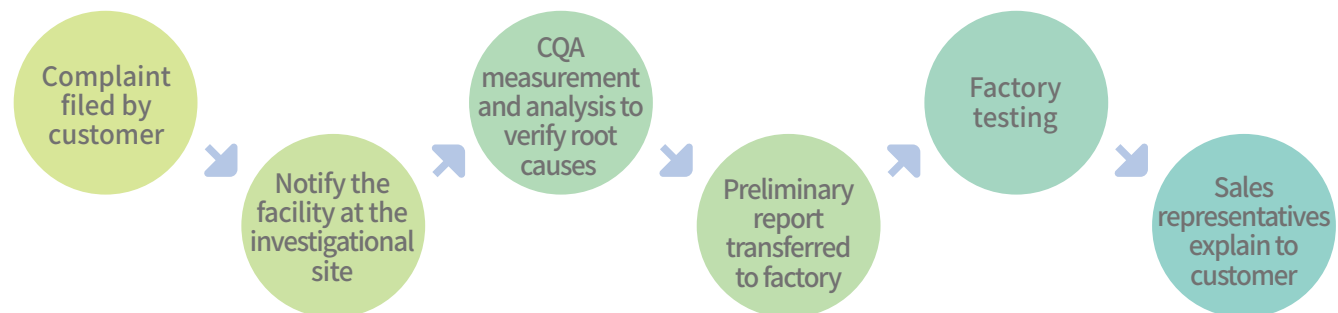 Complaint
filed by
customer
Notify the
facility at the
investigational
site
CQA
measurement
and analysis to
verify root
causes
Preliminary
report
transferred
to factory
Factory
testing
Sales
representatives
explain to
customer